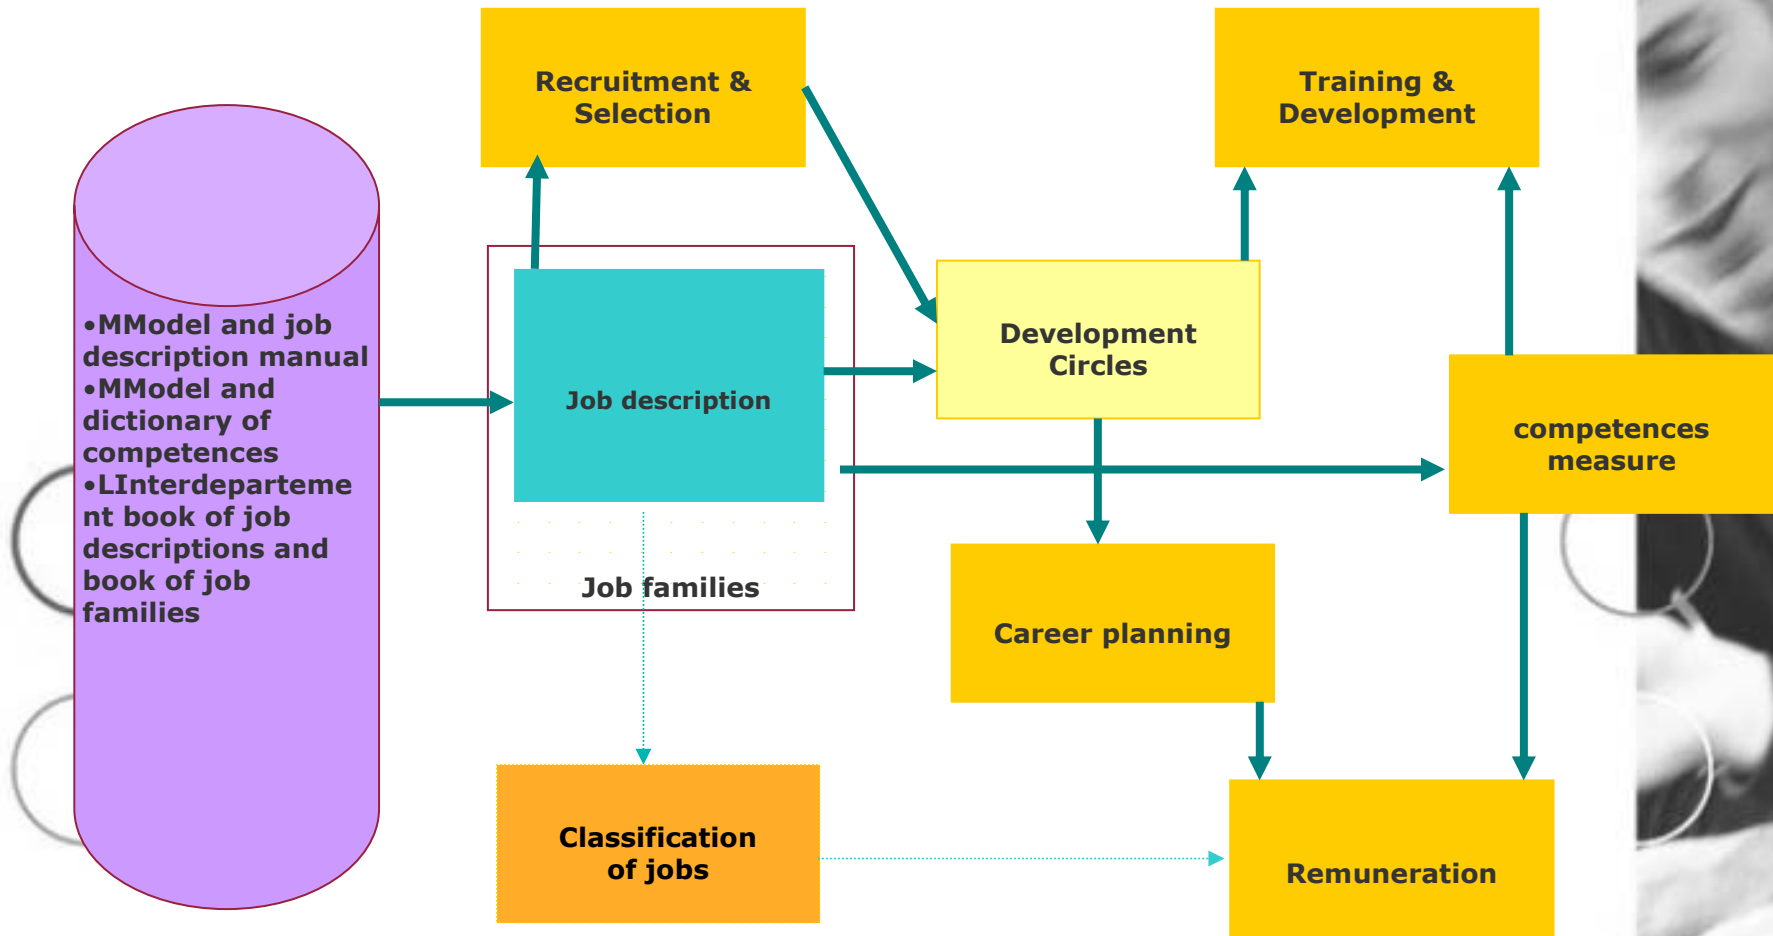 Recruitment &
Selection
Training &
Development
•MModel and job
description manual
•MModel and
dictionary of
competences
•LInterdeparteme
nt book of job
descriptions and
book of job
families
Job description
Job families
Development
Circles
competences
measure
Career planning
Classification
of jobs
Remuneration